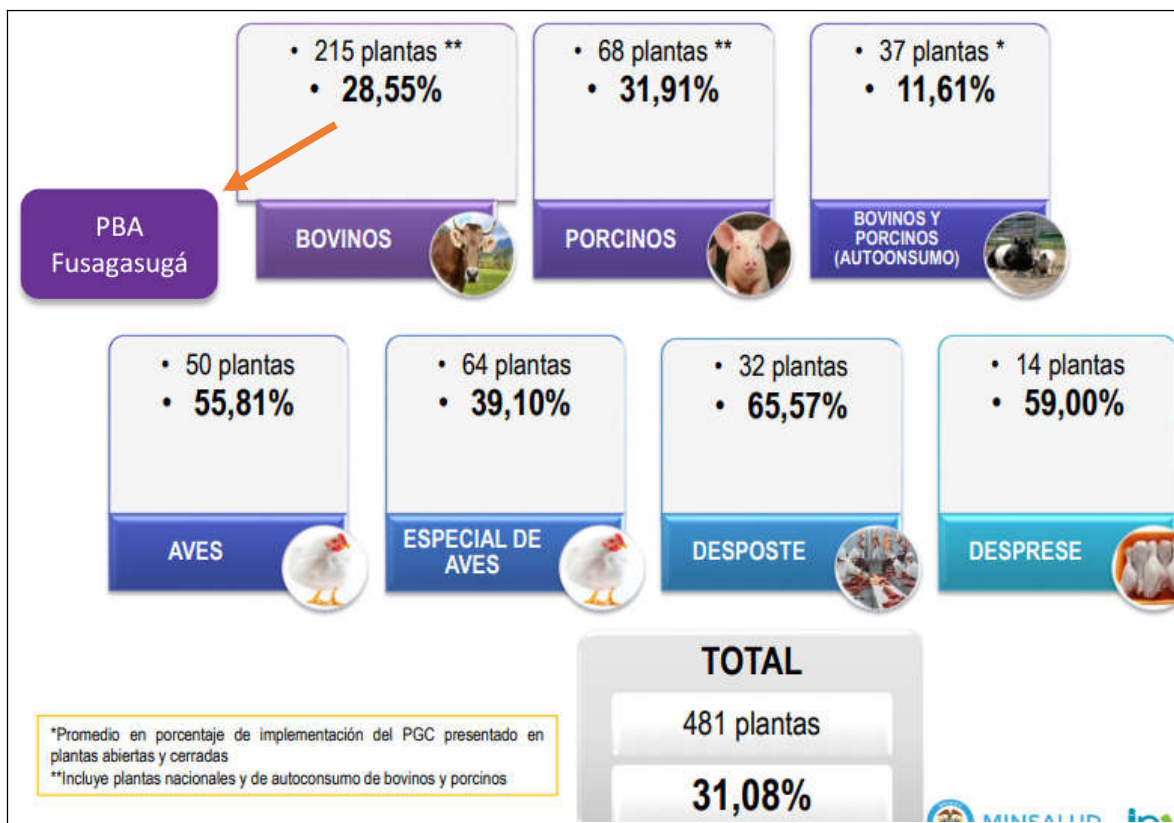 • 215 plantas **
• 28,55%
• 68 plantas **
• 31,91%
• 37 plantas *
• 11,61%
PBA
Fusagasugá
BOVINOS
PORCINOS
BOVINOS Y
PORCINOS
(AUTOONSUMO)
• 50 plantas
• 55,81%
• 64 plantas
• 39,10%
• 32 plantas
• 65,57%
• 14 plantas
• 59,00%
AVES
ESPECIAL DE
AVES
DESPOSTE
DESPRESE
TOTAL
481 plantas
31,08%
*Promedio en porcentaje de implementación del PGC presentado en
plantas abiertas y cerradas
**Incluye plantas nacionales y de autoconsumo de bovinos y porcinos
MINSALUD